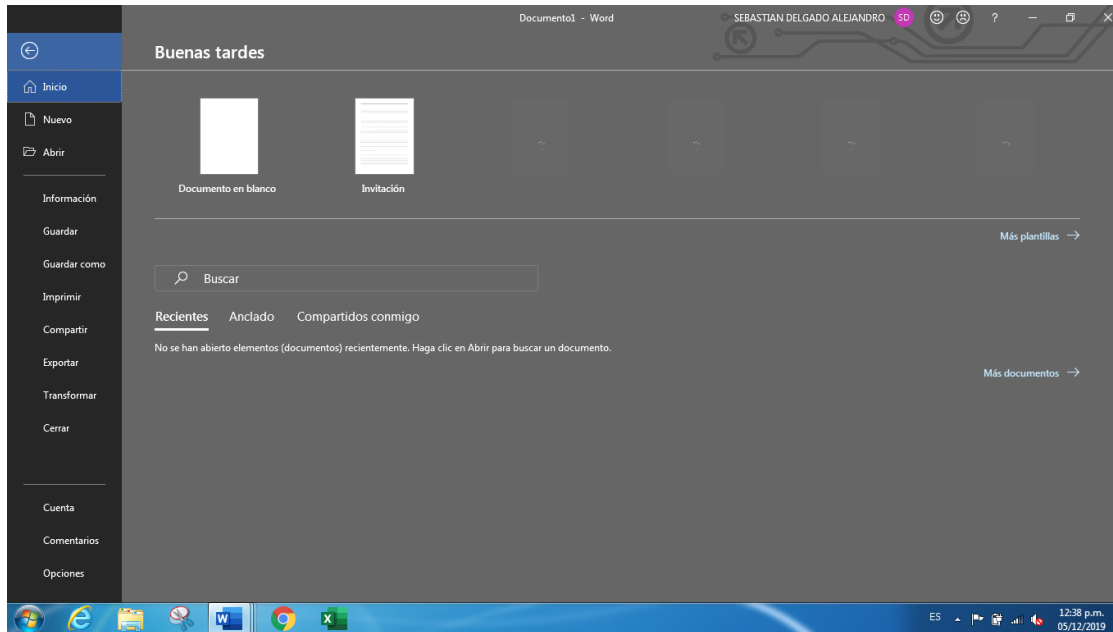 Documento1 - Word
SEBASTIAN DELGADO ALEJANDRO SD ?
Buenas tardes
Inicio
Nuevo
Abrir
Información
Guardar
Guardar como
Imprimir
Compartir
Exportar
Transformar
Cerrar
Cuenta
Comentarios
Opciones
Documento en blanco
Invitación
Más plantillas →
Buscar
Recientes Anclado Compartidos conmigo
No se han abierto elementos (documentos) recientemente. Haga clic en Abrir para buscar un documento.
Más documentos →
ES
12:38 p.m.
05/12/2019